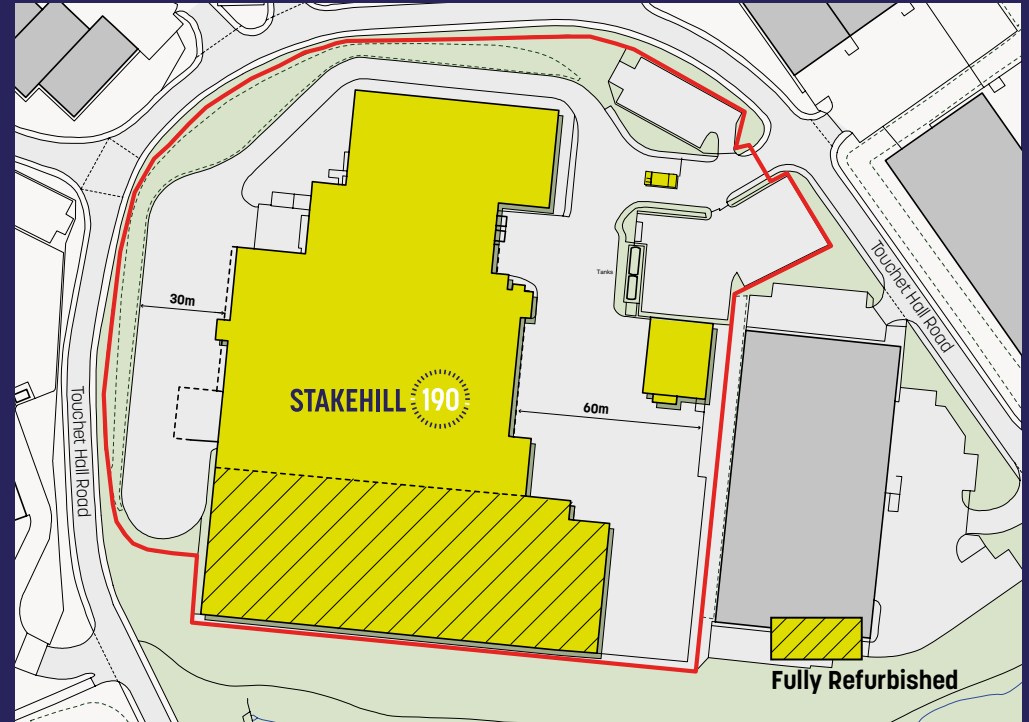 Touchet Hall Road
Tanks
30m
STAKEHILL 190
60m
Touchet Hall Road
Fully Refurbished